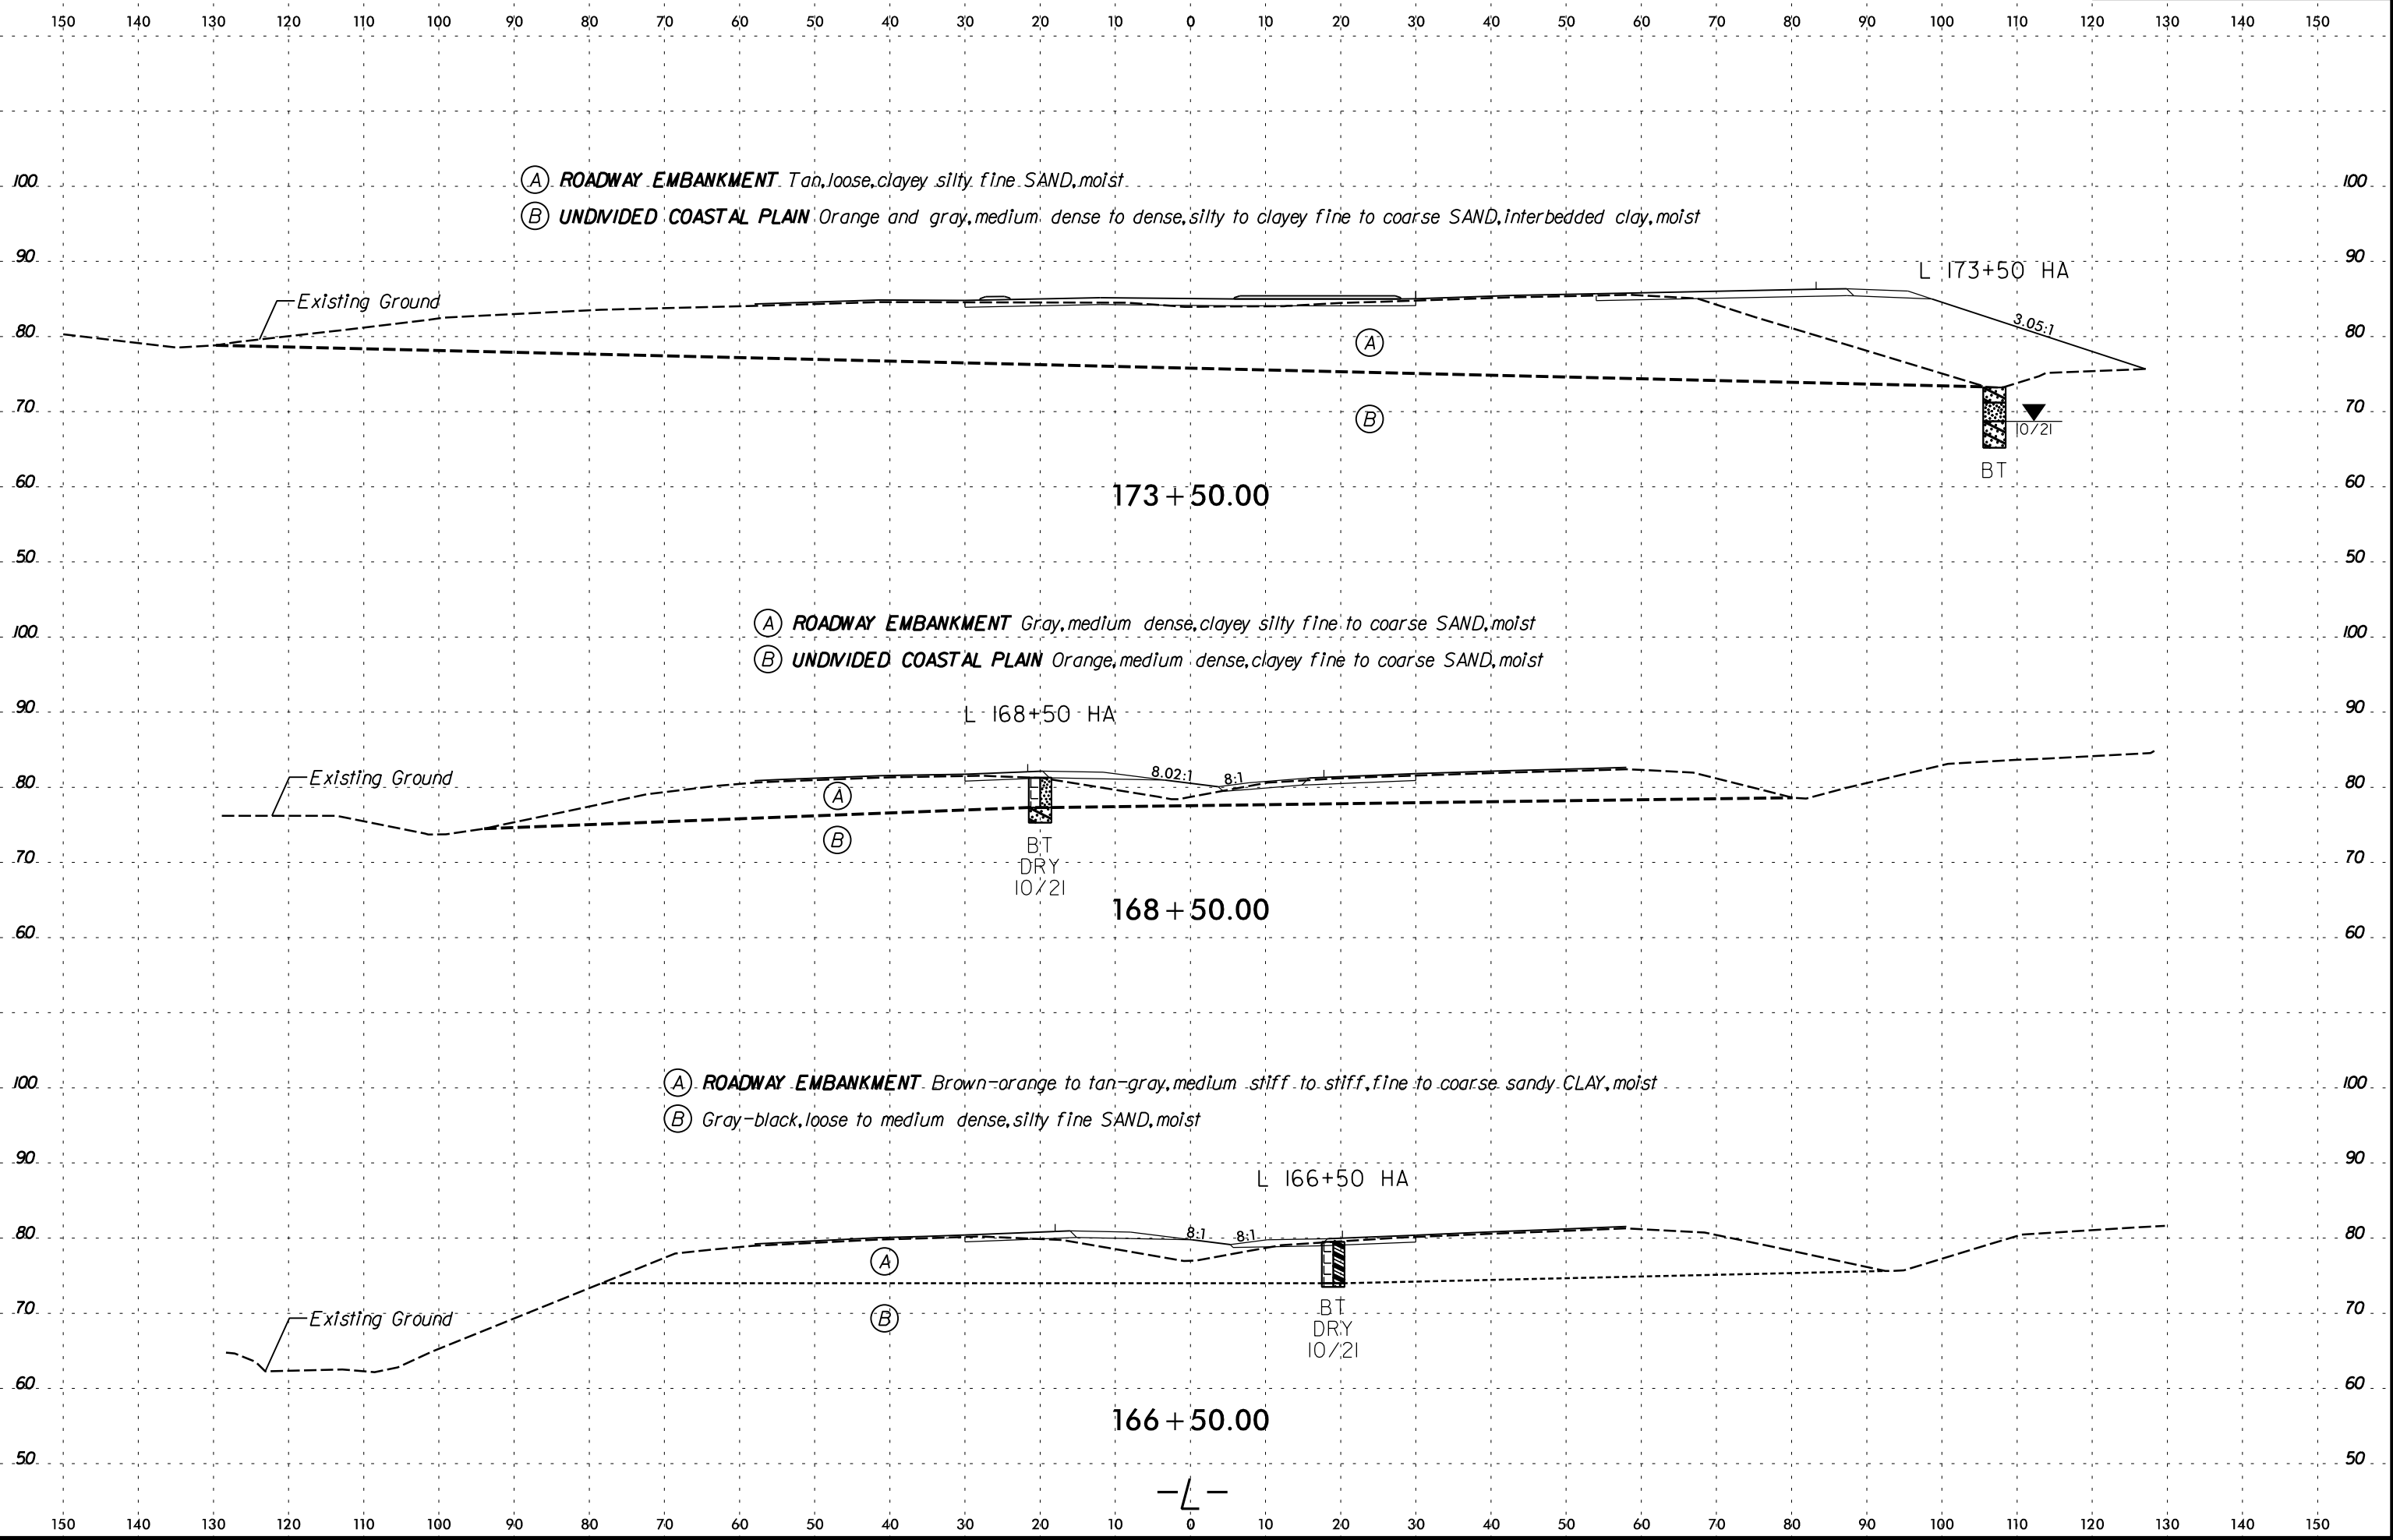 150 140 130 120 110 100 90 80 70 60 50 40 30 20 10 0 10 20 30 40 50 60 70 80 90 100 110 120 130 140 150
Ⓐ ROADWAY EMBANKMENT Tan, loose, clayey silty fine SAND, moist
100 100
Ⓑ UNDIVIDED COASTAL PLAIN Orange and gray, medium dense to dense, silty to clayey fine to coarse SAND, interbedded clay, moist
90 90
L 173+50 HA
Existing Ground
3.05:1
80 80
A
70 70
B
10/21
BT
60 60
173+50.00
50 50
Ⓐ ROADWAY EMBANKMENT Gray, medium dense, clayey silty fine to coarse SAND, moist
100 100
Ⓑ UNDIVIDED COASTAL PLAIN Orange, medium dense, clayey fine to coarse SAND, moist
90 90
L 168+50 HA
Existing Ground
8.02:1 8:1
80 80
A
L
L
B
BT
70 70
DRY
10/21
168+50.00
60 60
Ⓐ ROADWAY EMBANKMENT Brown-orange to tan-gray, medium stiff to stiff, fine to coarse sandy CLAY, moist
100 100
Ⓑ Gray-black, loose to medium dense, silty fine SAND, moist
90 90
L 166+50 HA
80 80
8:1 8:1
A
L
L
L
BT
70 70
Existing Ground
B
DRY
10/21
60 60
166+50.00
50 50
-L-
150 140 130 120 110 100 90 80 70 60 50 40 30 20 10 0 10 20 30 40 50 60 70 80 90 100 110 120 130 140 150